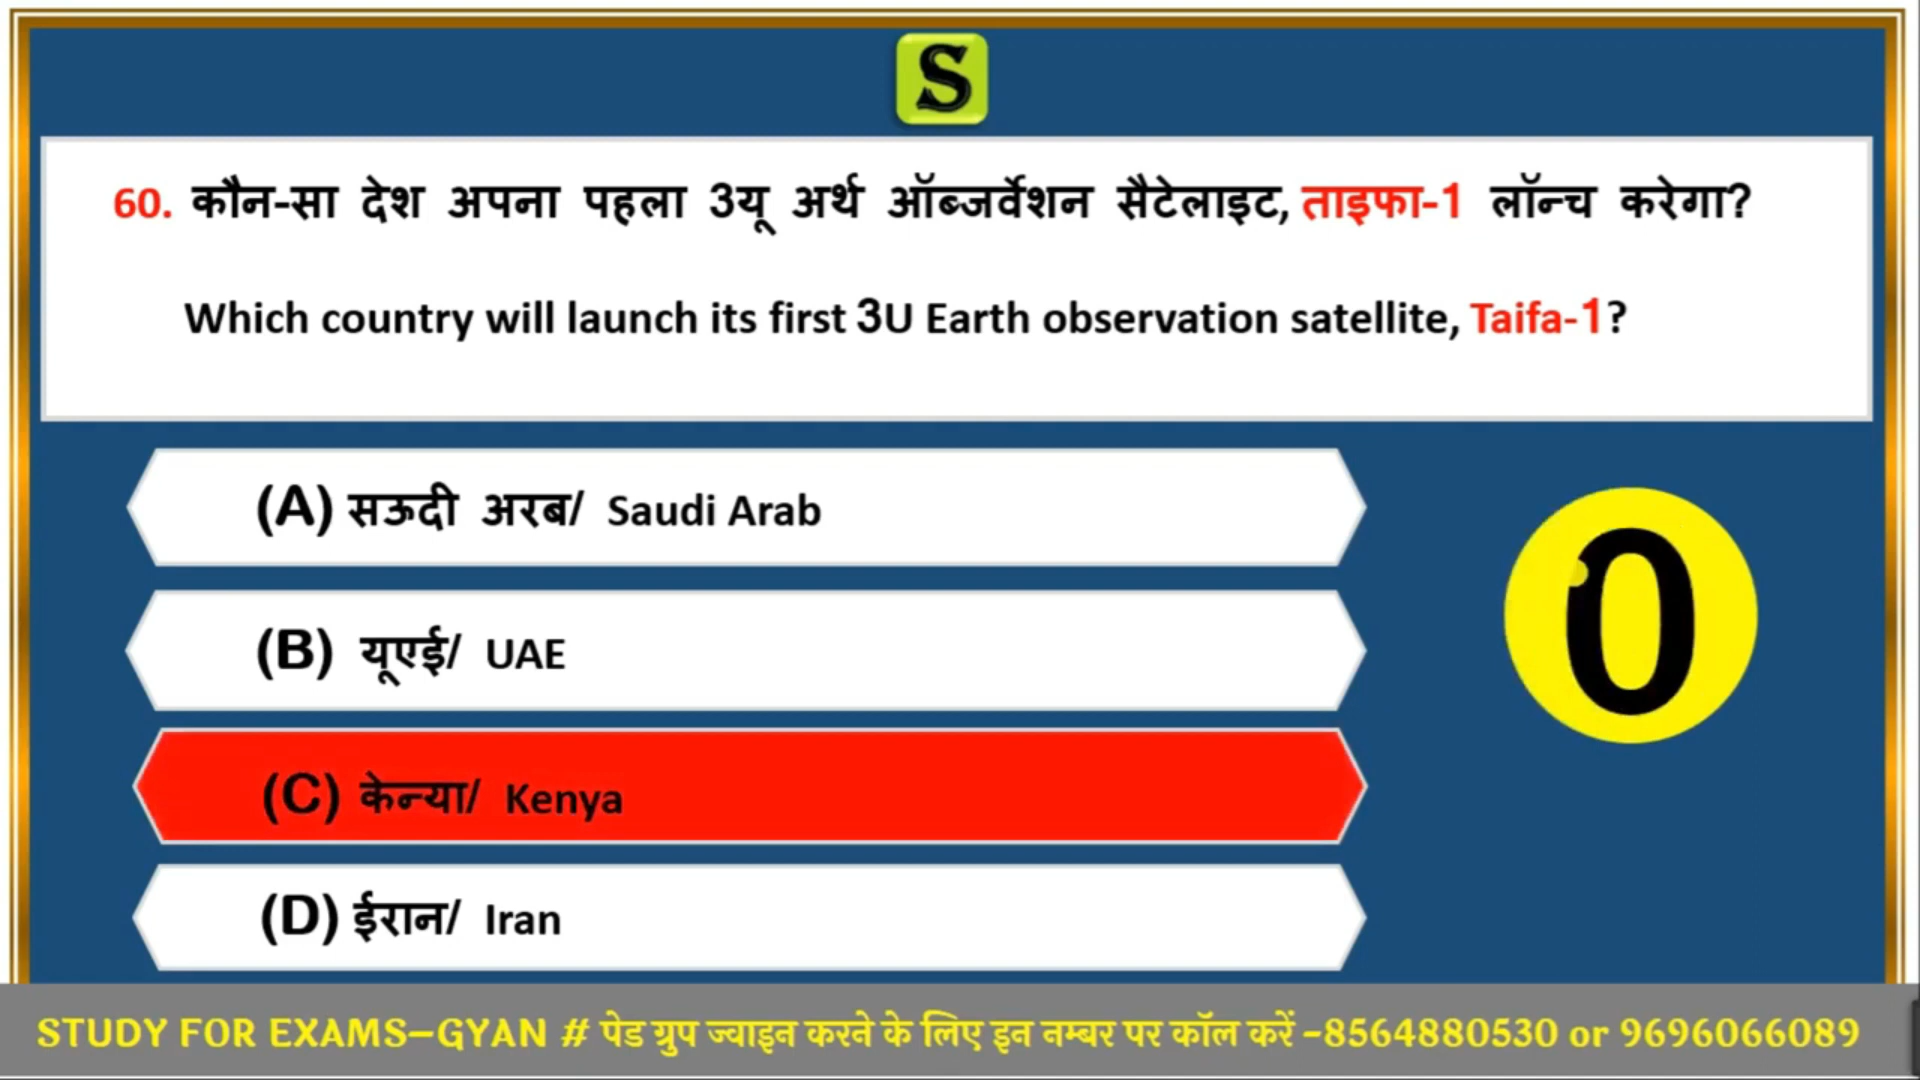 S
60. कौन-सा देश अपना पहला 3यू अर्थ ऑब्जर्वेशन सैटेलाइट, ताइफा-1 लॉन्च करेगा?
Which country will launch its first 3U Earth observation satellite, Taifa-1?
(A) सऊदी अरब/ Saudi Arab
(B) यूएई/ UAE
0
(C) केन्या/ Kenya
(D) ईरान/ Iran
STUDY FOR EXAMS-GYAN # पेड ग्रुप ज्वाइन करने के लिए इन नम्बर पर कॉल करें -8564880530 or 9696066089